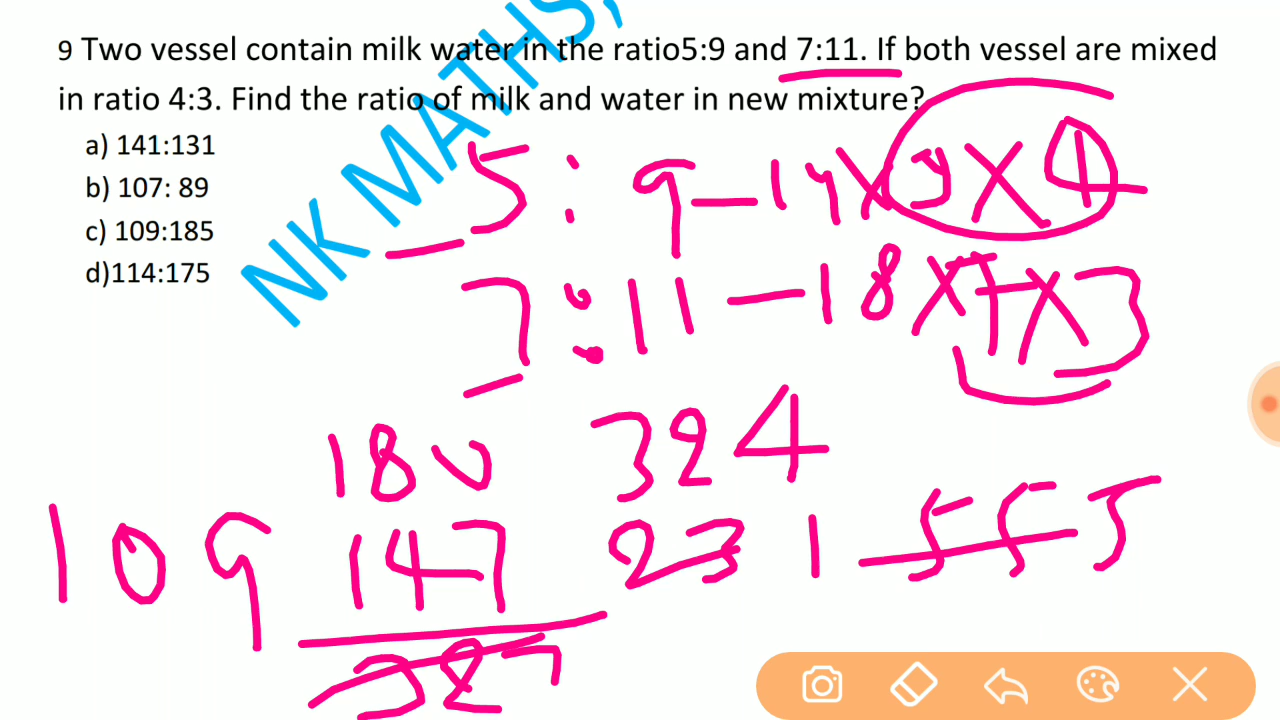 9 Two vessel contain milk water in the ratio5:9 and 7:11. If both vessel are mixed
in ratio 4:3. Find the ratio of milk and water in new mixture?
a) 141:131
b) 107: 89
c) 109:185
d)114:175
NK MATHS,
5 : 9 – 14 × 9 × 4
7 : 11 – 18 × 7 × 3
180 324
109 147 231 555
327